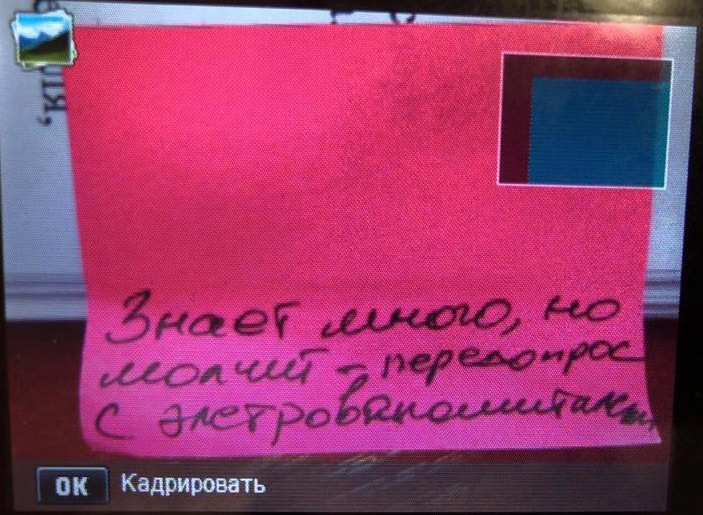 Знает много, но
молчит - передопрос
с
OK Кадрировать